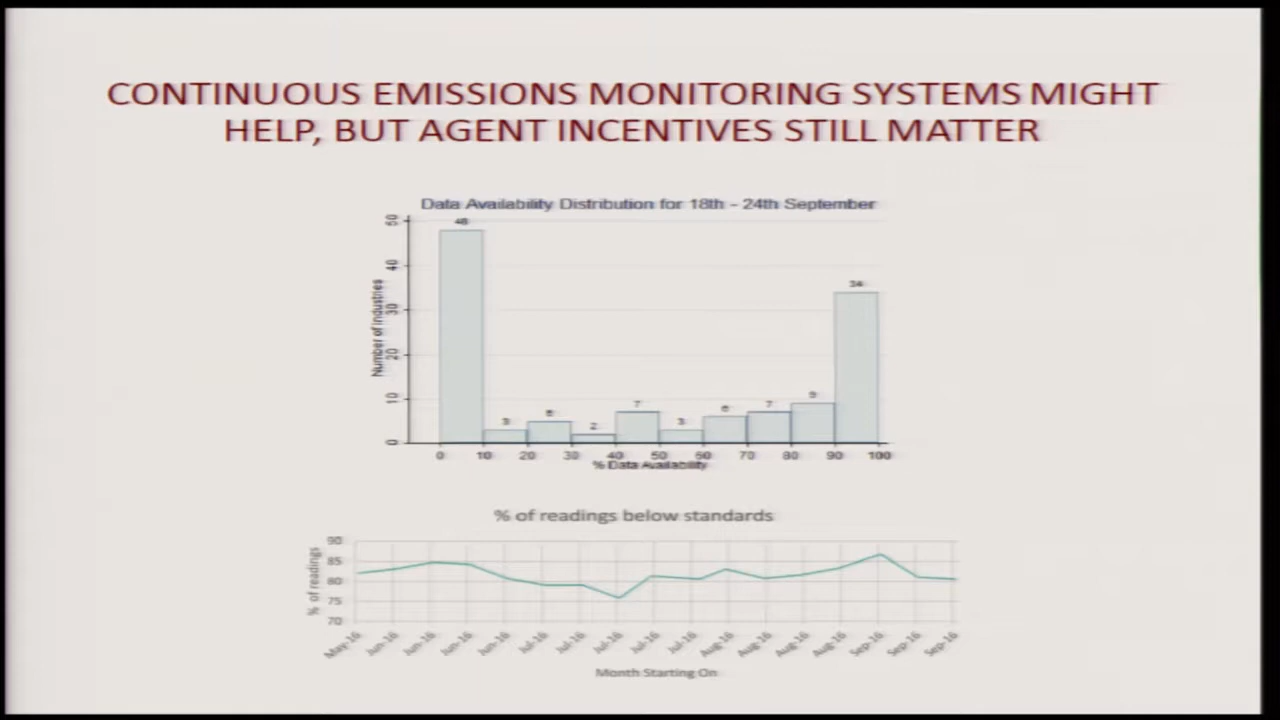 CONTINUOUS EMISSIONS MONITORING SYSTEMS MIGHT
HELP, BUT AGENT INCENTIVES STILL MATTER
Data Availability Distribution for 18th - 24th September
50
40
30
20
10
0
Number of Industries
48
3
2
7
3
6
7
9
34
0 10 20 30 40 50 60 70 80 90 100
% Data Availability
% of readings below standards
90
85
80
75
70
% of readings
May-16 Jun-16 Jun-16 Jun-16 Jun-16 Jul-16 Jul-16 Jul-16 Jul-16 Jul-16 Aug-16 Aug-16 Aug-16 Aug-16 Sep-16 Sep-16 Sep-16
Month Starting On